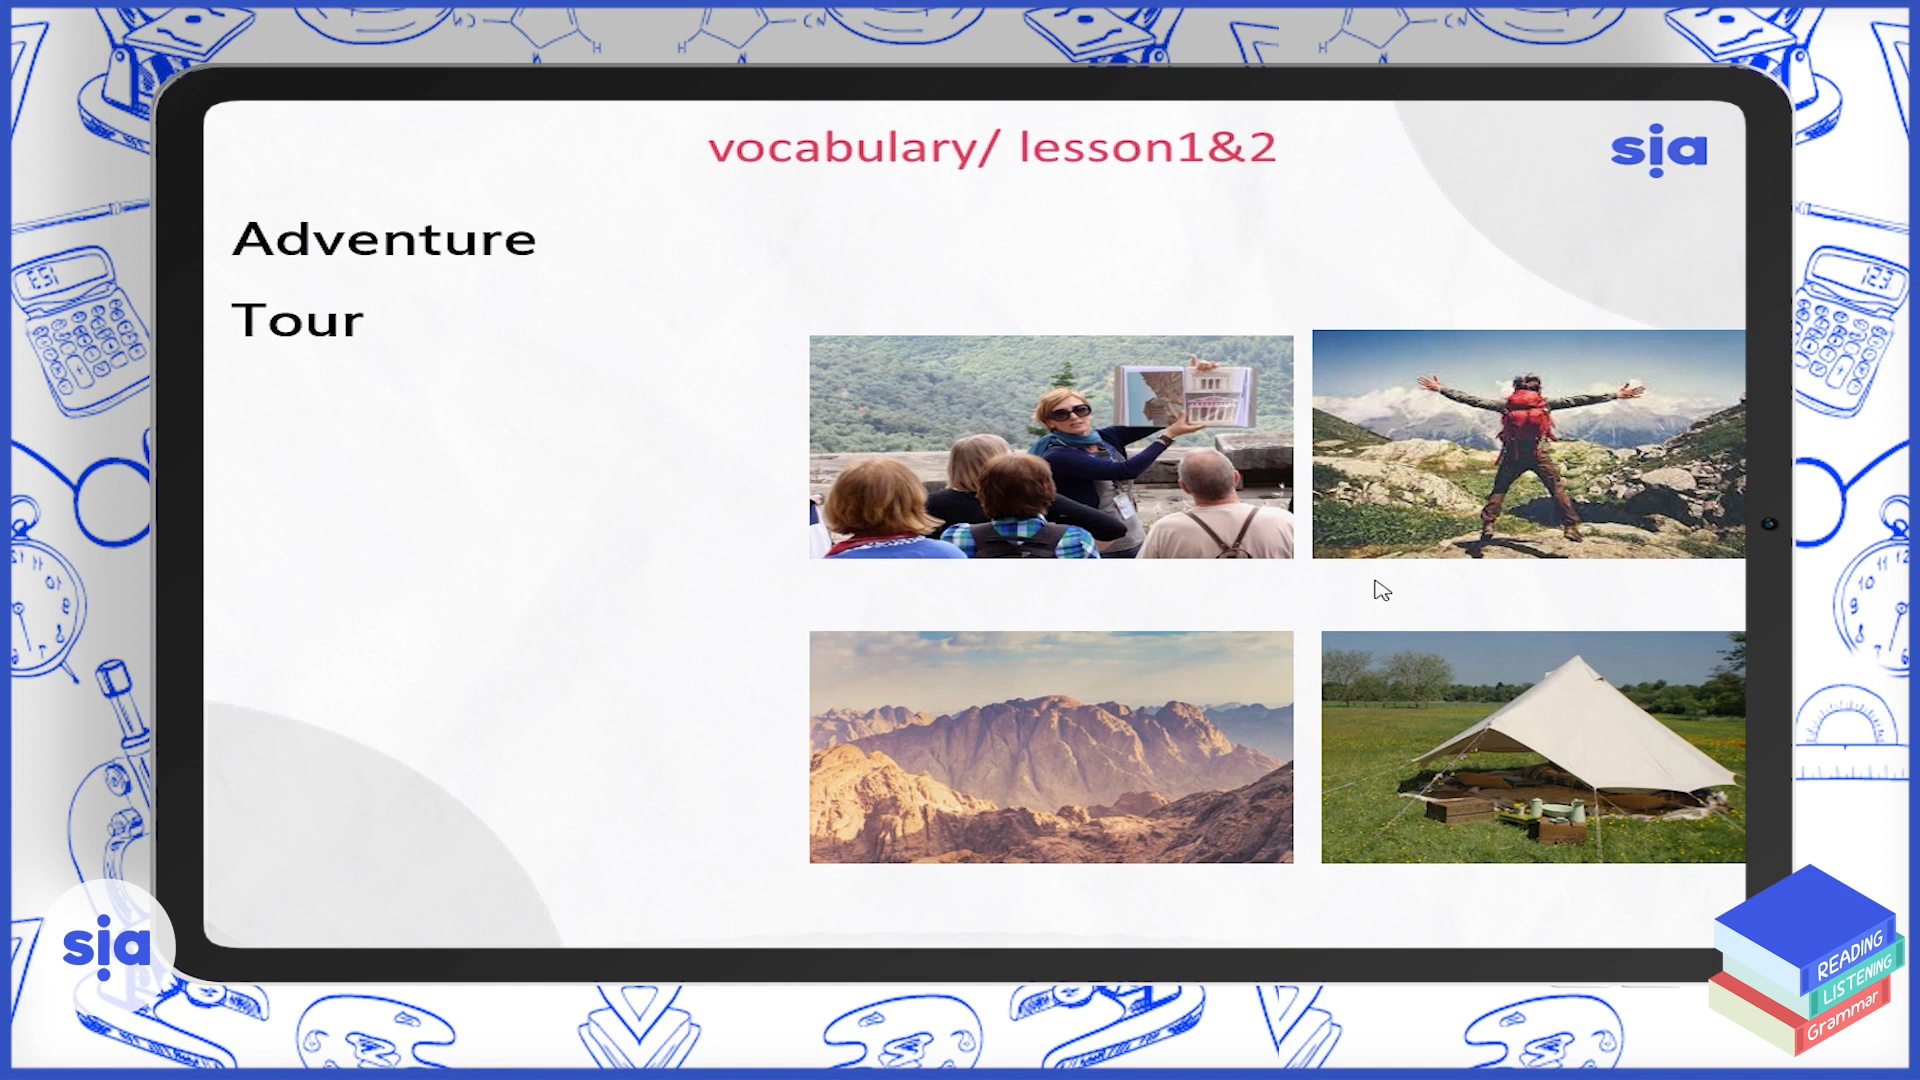 vocabulary/ lesson1&2
sia
Adventure
Tour
sia
READING
LISTENING
Grammar